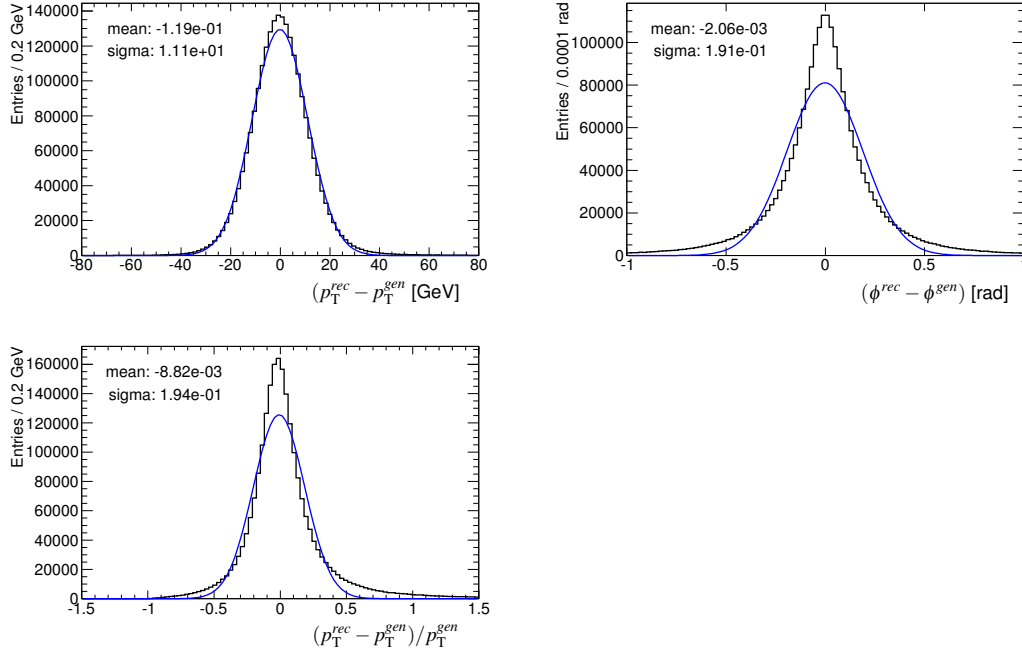 Entries / 0.2 GeV
140000
120000
100000
80000
60000
40000
20000
0
mean: -1.19e-01
sigma: 1.11e+01
-80 -60 -40 -20 0 20 40 60 80
(p_T^{rec} − p_T^{gen} [GeV]
Entries / 0.0001 rad
100000
80000
60000
40000
20000
0
mean: -2.06e-03
sigma: 1.91e-01
-1 -0.5 0 0.5 1
(ϕ^{rec} − ϕ^{gen}) [rad]
Entries / 0.2 GeV
160000
140000
120000
100000
80000
60000
40000
20000
0
mean: -8.82e-03
sigma: 1.94e-01
-1.5 -1 -0.5 0 0.5 1 1.5
(p_T^{rec} − p_T^{gen})/p_T^{gen}